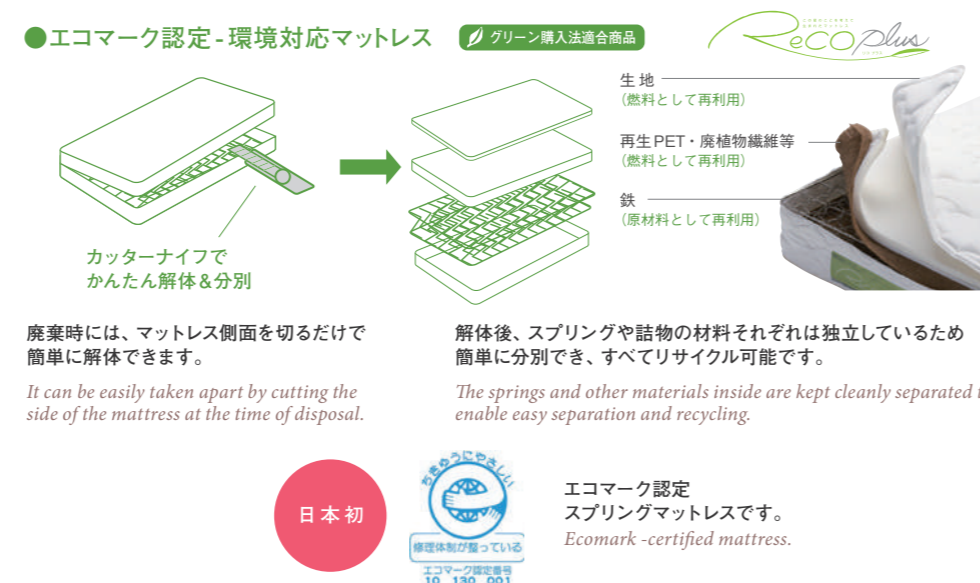 ●エコマーク認定-環境対応マットレス
グリーン購入法適合商品
ReCO plus
生地
（燃料として再利用）
再生PET・廃植物繊維等
（燃料として再利用）
鉄
（原材料として再利用）
カッターナイフで
かんたん解体＆分別
廃棄時には、マットレス側面を切るだけで
簡単に解体できます。
It can be easily taken apart by cutting the
side of the mattress at the time of disposal.
解体後、スプリングや詰物の材料それぞれは独立しているため
簡単に分別でき、すべてリサイクル可能です。
The springs and other materials inside are kept cleanly separated
enable easy separation and recycling.
日本初
ちきゅうにやさしい
修理体制が整っている
エコマーク認定番号
10 130 001
エコマーク認定
スプリングマットレスです。
Ecomark -certified mattress.